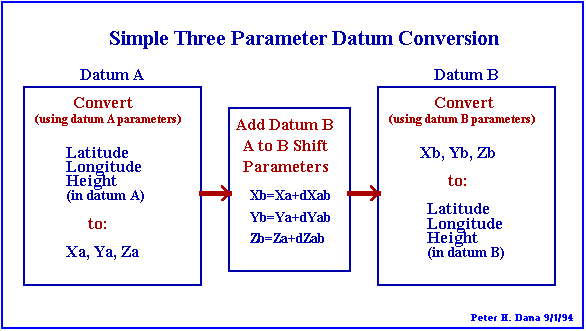 Simple Three Parameter Datum Conversion
Datum A
Convert
(using datum A parameters)
Latitude
Longitude
Height
(in datum A)
to:
Xa, Ya, Za
Add Datum B
A to B Shift
Parameters
Xb=Xa+dXab
Yb=Ya+dYab
Zb=Za+dZab
Datum B
Convert
(using datum B parameters)
Xb, Yb, Zb
to:
Latitude
Longitude
Height
(in datum B)
Peter H. Dana 9/1/94